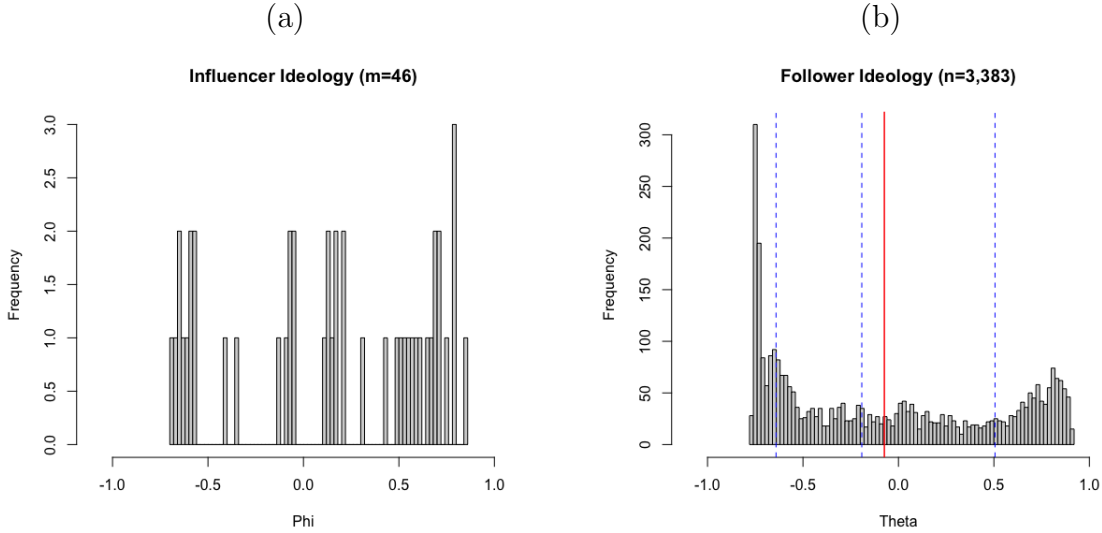 (a)
Influencer Ideology (m=46)
Frequency
3.0
2.5
2.0
1.5
1.0
0.5
0.0
-1.0 -0.5 0.0 0.5 1.0
Phi
(b)
Follower Ideology (n=3,383)
Frequency
300
250
200
150
100
50
0
-1.0 -0.5 0.0 0.5 1.0
Theta